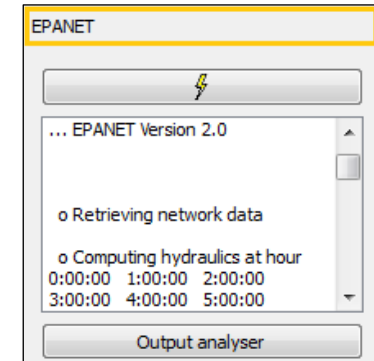 EPANET
... EPANET Version 2.0
o Retrieving network data
o Computing hydraulics at hour
0:00:00 1:00:00 2:00:00
3:00:00 4:00:00 5:00:00
Output analyser